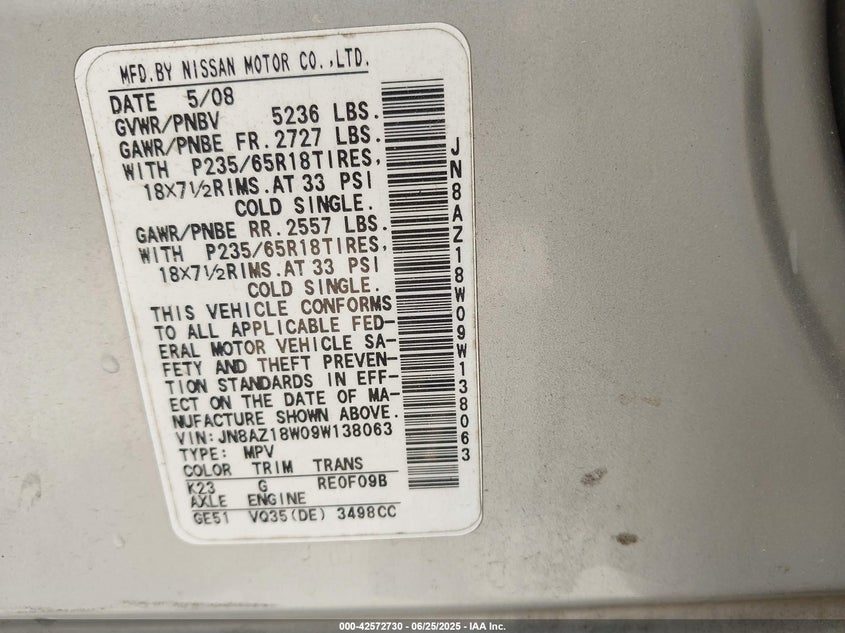 MFD.BY NISSAN MOTOR CO.,LTD.
DATE 5/08
GVWR/PNBV 5236 LBS.
GAWR/PNBE FR. 2727 LBS.
WITH P235/65R18TIRES,
18X7½RIMS.AT 33 PSI
COLD SINGLE.
GAWR/PNBE RR. 2557 LBS.
WITH P235/65R18TIRES,
18X7½RIMS.AT 33 PSI
COLD SINGLE.
THIS VEHICLE CONFORMS
TO ALL APPLICABLE FED-
ERAL MOTOR VEHICLE SA-
FETY AND THEFT PREVEN-
TION STANDARDS IN EFF-
ECT ON THE DATE OF MA-
NUFACTURE SHOWN ABOVE.
VIN:JN8AZ18W09W138063
TYPE: MPV
COLOR TRIM TRANS
K23 G RE0F09B
AXLE ENGINE
GE51 VQ35(DE) 3498CC
JN8AZ18W09W138063
000-42572730 - 06/25/2025 - IAA Inc.